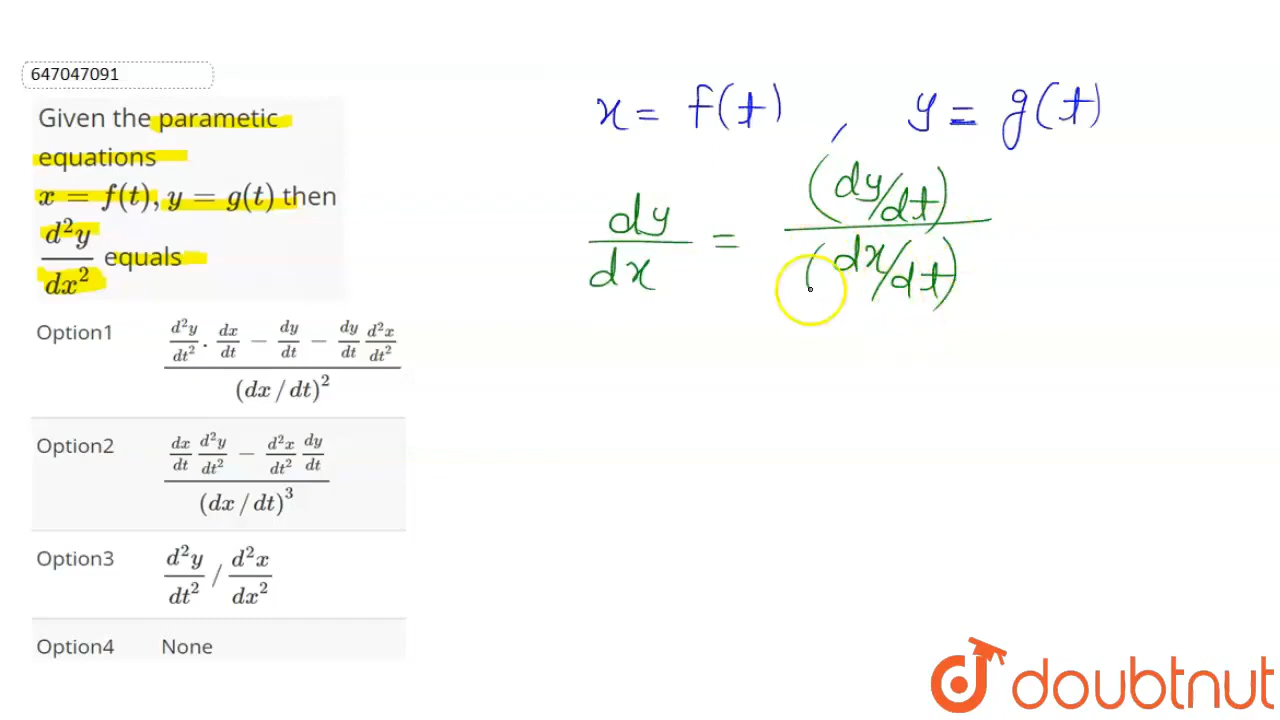 647047091
Given the parametic
equations
x = f(t), y = g(t) then
d²y/dx² equals
Option1 (d²y/dt² . dx/dt − dy/dt − dy/dt d²x/dt²) / (dx / dt)²
Option2 (dx/dt d²y/dt² − d²x/dt² dy/dt) / (dx / dt)³
Option3 d²y/dt² / d²x/dx²
Option4 None
x = f(t) , y = g(t)
dy/dx = (dy/dt) / (dx/dt)
doubtnut